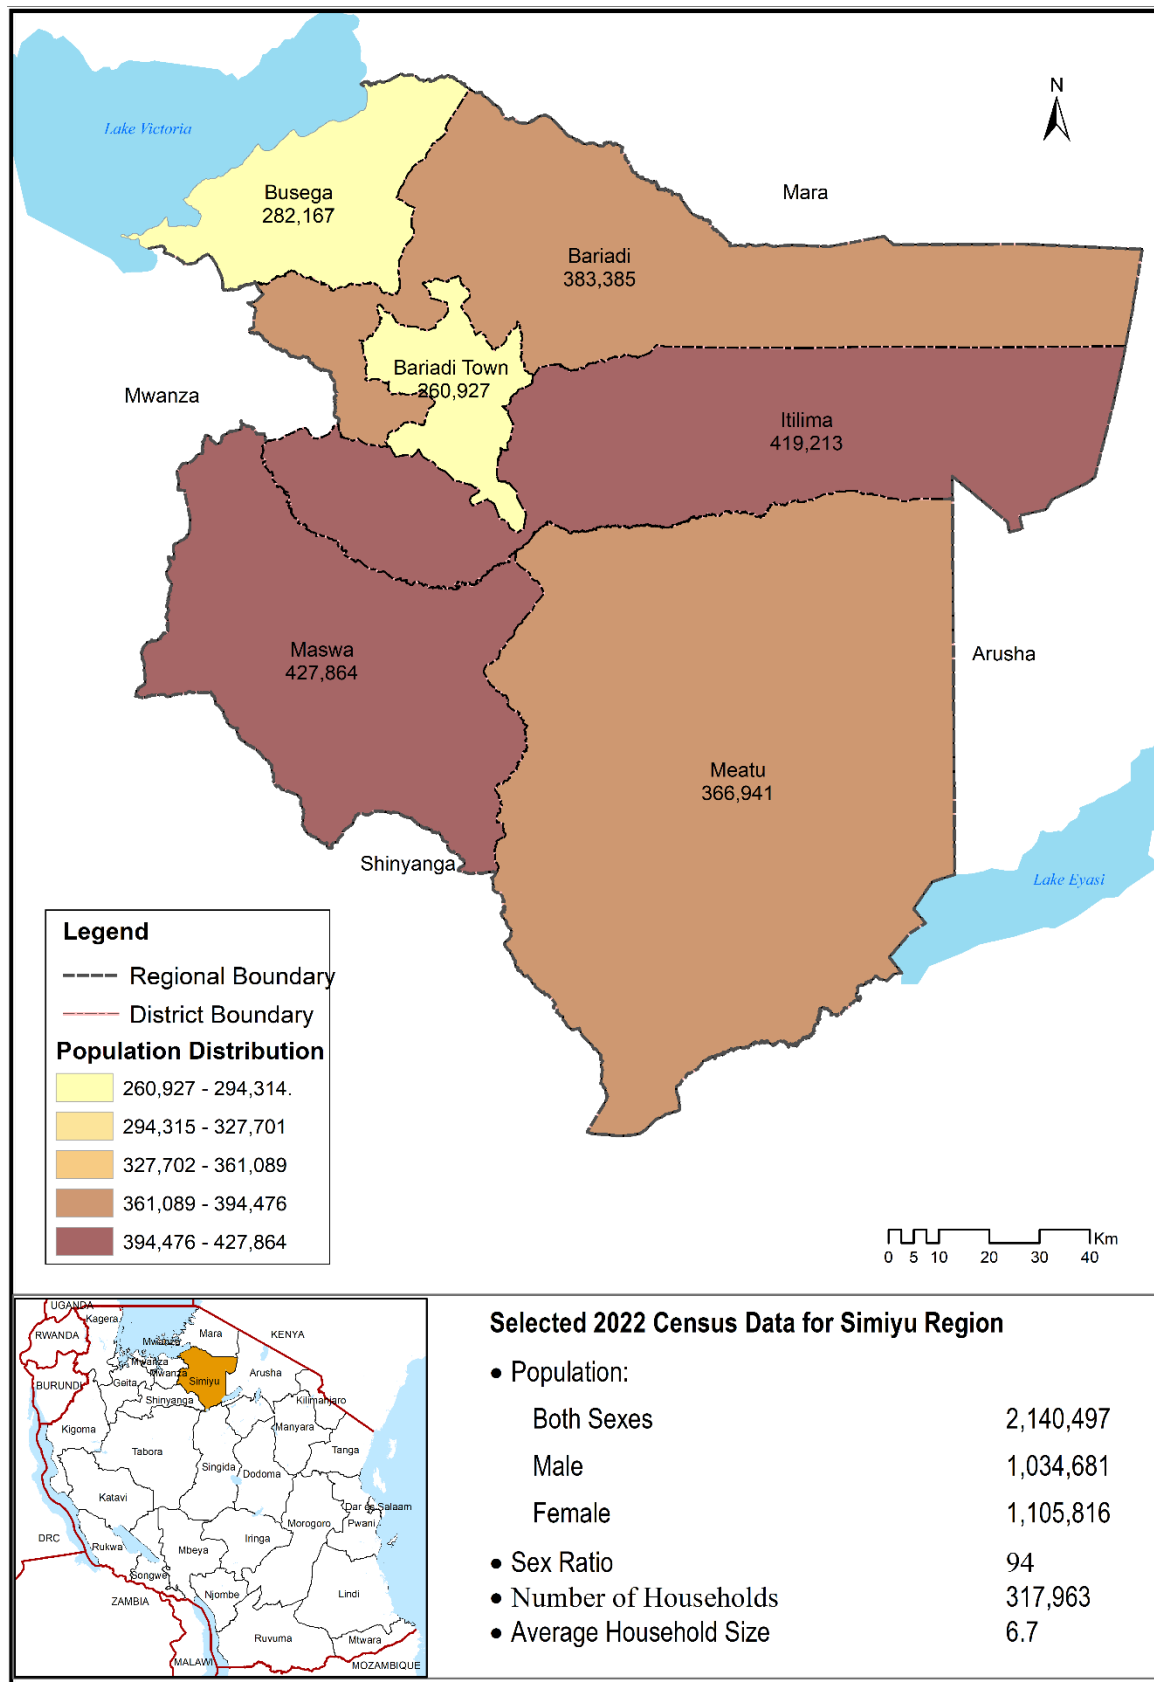 Lake Victoria
N
Mara
Busega
282,167
Bariadi
383,385
Bariadi Town
260,927
Mwanza
Itilima
419,213
Maswa
427,864
Arusha
Meatu
366,941
Shinyanga
Lake Eyasi
Legend
Regional Boundary
District Boundary
Population Distribution
260,927 - 294,314.
294,315 - 327,701
327,702 - 361,089
361,089 - 394,476
394,476 - 427,864
Km
0 5 10 20 30 40
UGANDA
Kagera
RWANDA
Mwanza
Mara
KENYA
Mwanza
Mwanza
BURUNDI
Geita
Simiyu
Arusha
Shinyanga
Kilimanjaro
Kigoma
Manyara
Tabora
Tanga
Singida
Dodoma
Katavi
Dar es Salaam
Morogoro
Pwani
DRC
Rukwa
Mbeya
Iringa
Songwe
Njombe
Lindi
ZAMBIA
Ruvuma
Mtwara
MALAWI
MOZAMBIQUE
Selected 2022 Census Data for Simiyu Region
• Population:
Both Sexes 2,140,497
Male 1,034,681
Female 1,105,816
• Sex Ratio 94
• Number of Households 317,963
• Average Household Size 6.7